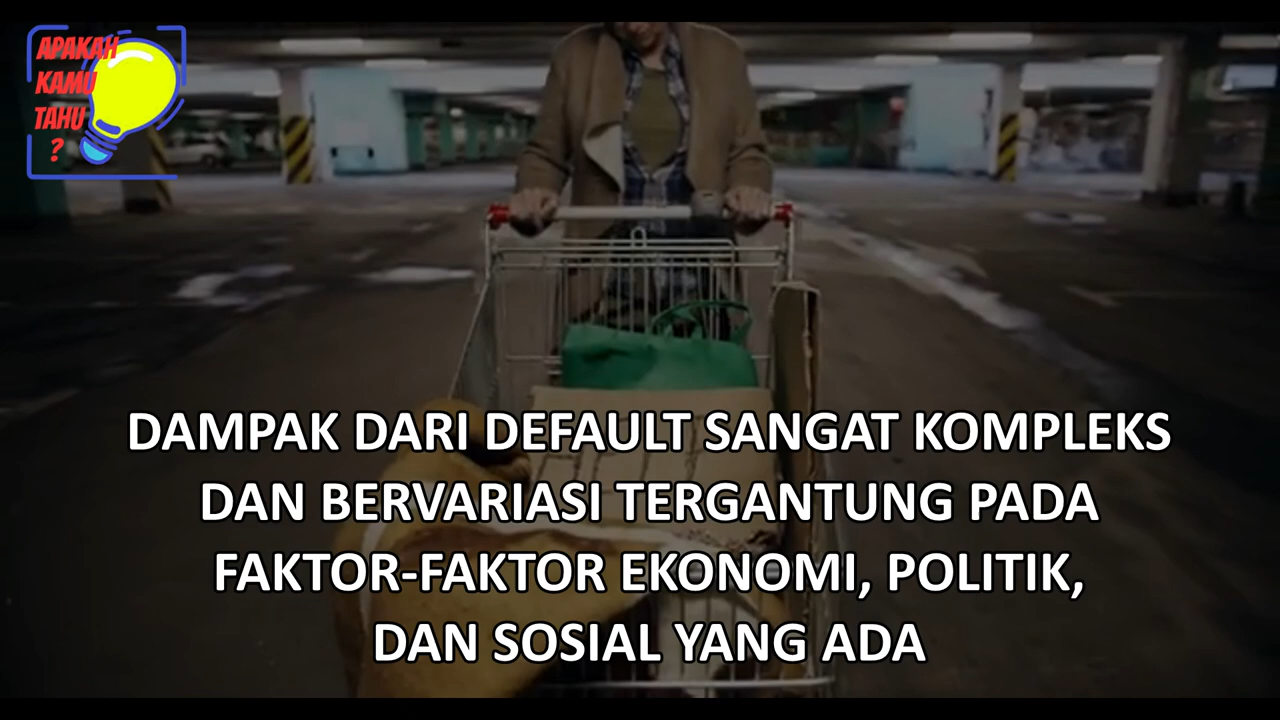 APAKAH
KAMU
TAHU
?
DAMPAK DARI DEFAULT SANGAT KOMPLEKS
DAN BERVARIASI TERGANTUNG PADA
FAKTOR-FAKTOR EKONOMI, POLITIK,
DAN SOSIAL YANG ADA